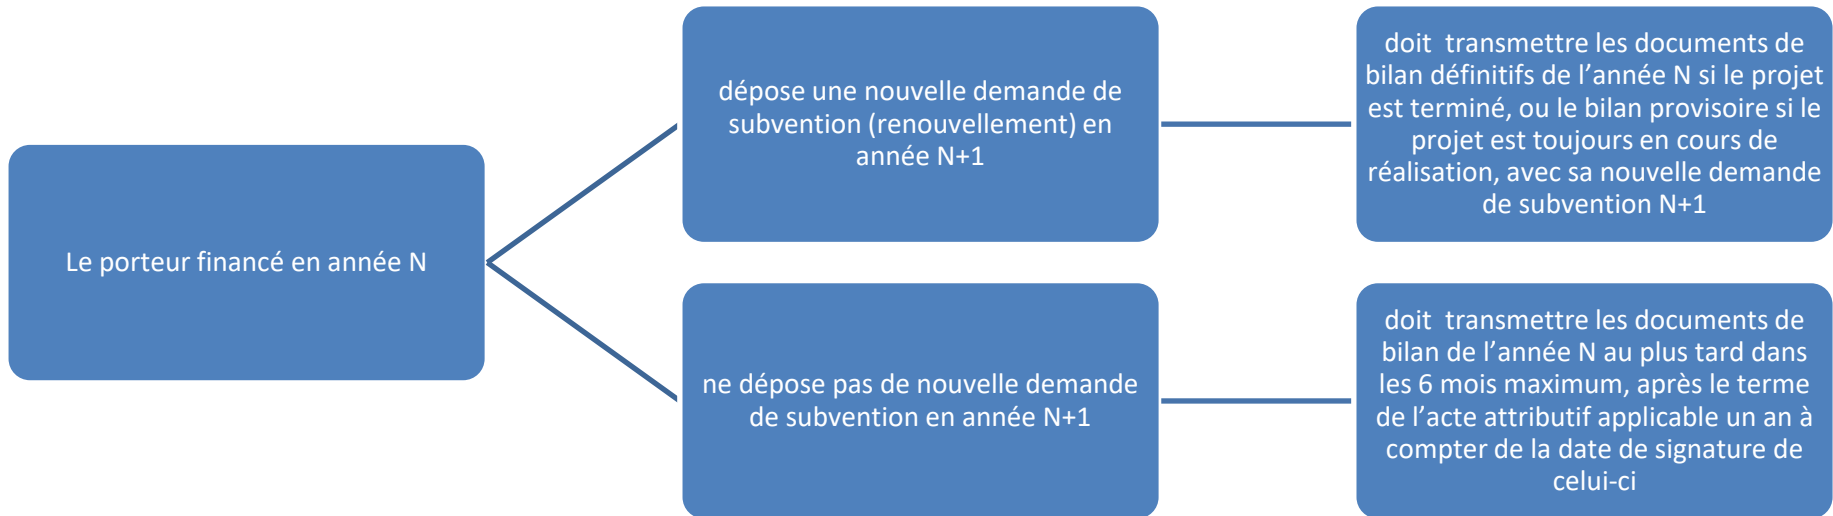 Le porteur financé en année N
dépose une nouvelle demande de
subvention (renouvellement) en
année N+1
doit  transmettre les documents de
bilan définitifs de l’année N si le projet
est terminé, ou le bilan provisoire si le
projet est toujours en cours de
réalisation, avec sa nouvelle demande
de subvention N+1
ne dépose pas de nouvelle demande
de subvention en année N+1
doit  transmettre les documents de
bilan de l’année N au plus tard dans
les 6 mois maximum, après le terme
de l’acte attributif applicable un an à
compter de la date de signature de
celui-ci